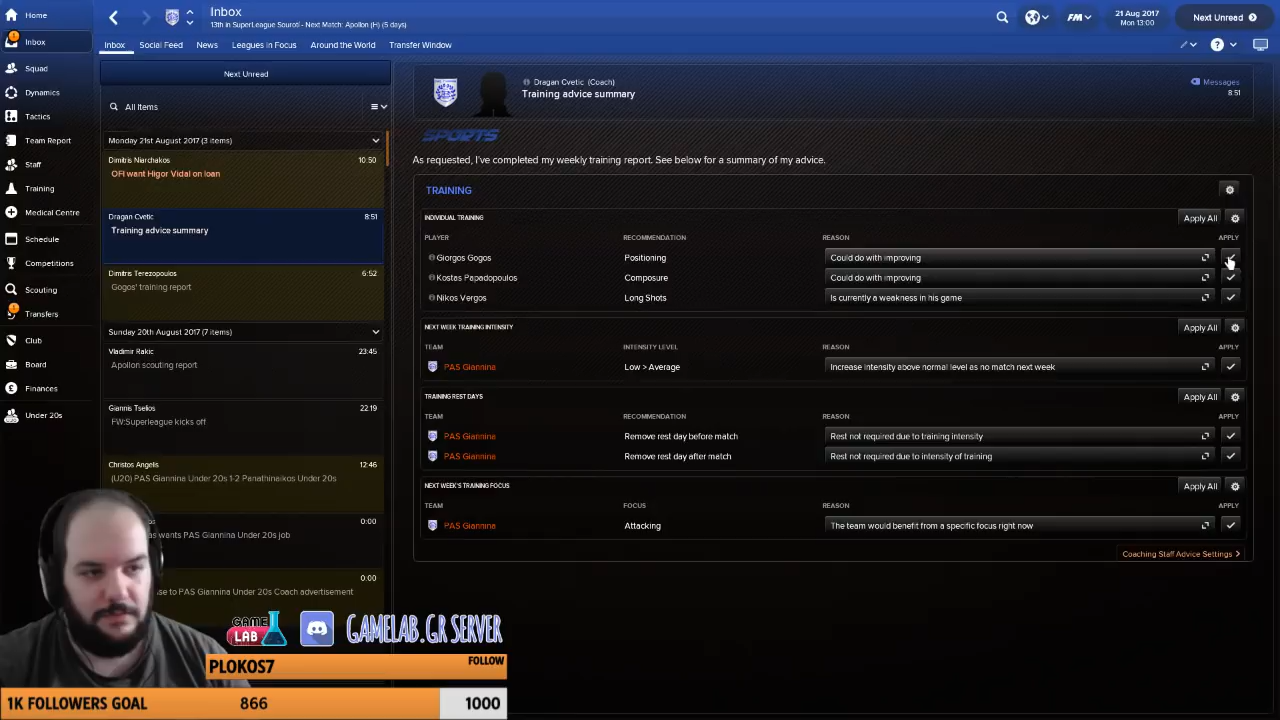 Home
Inbox
Squad
Dynamics
Tactics
Team Report
Staff
Training
Medical Centre
Schedule
Competitions
Scouting
Transfers
Club
Board
Finances
Under 20s
Inbox
13th in SuperLeague Souroti - Next Match: Apollon (H) (5 days)
FM
21 Aug 2017
Mon 13:00
Next Unread
Inbox
Social Feed
News
Leagues in Focus
Around the World
Transfer Window
Next Unread
All Items
Monday 21st August 2017 (3 items)
Dimitris Niarchakos 10:50
OFI want Higor Vidal on loan
Dragan Cvetic 8:51
Training advice summary
Dimitris Terezopoulos 6:52
Gogos' training report
Sunday 20th August 2017 (7 items)
Vladimir Rakic 23:45
Apollon scouting report
Giannis Tselios 22:19
FW:Superleague kicks off
Christos Angelis 12:46
(U20) PAS Giannina Under 20s 1-2 Panathinaikos Under 20s
0:00
wants PAS Giannina Under 20s job
0:00
to PAS Giannina Under 20s Coach advertisement
Dragan Cvetic (Coach)
Training advice summary
Messages
8:51
SPORTS
As requested, I've completed my weekly training report. See below for a summary of my advice.
TRAINING
INDIVIDUAL TRAINING Apply All
PLAYER RECOMMENDATION REASON APPLY
Giorgos Gogos Positioning Could do with improving
Kostas Papadopoulos Composure Could do with improving
Nikos Vergos Long Shots Is currently a weakness in his game
NEXT WEEK TRAINING INTENSITY Apply All
TEAM INTENSITY LEVEL REASON APPLY
PAS Giannina Low > Average Increase intensity above normal level as no match next week
TRAINING REST DAYS Apply All
TEAM RECOMMENDATION REASON APPLY
PAS Giannina Remove rest day before match Rest not required due to training intensity
PAS Giannina Remove rest day after match Rest not required due to intensity of training
NEXT WEEK'S TRAINING FOCUS Apply All
TEAM FOCUS REASON APPLY
PAS Giannina Attacking The team would benefit from a specific focus right now
Coaching Staff Advice Settings >
GAME LAB
GAMELAB.GR SERVER
PLOKOS7 FOLLOW
1K FOLLOWERS GOAL 866 1000